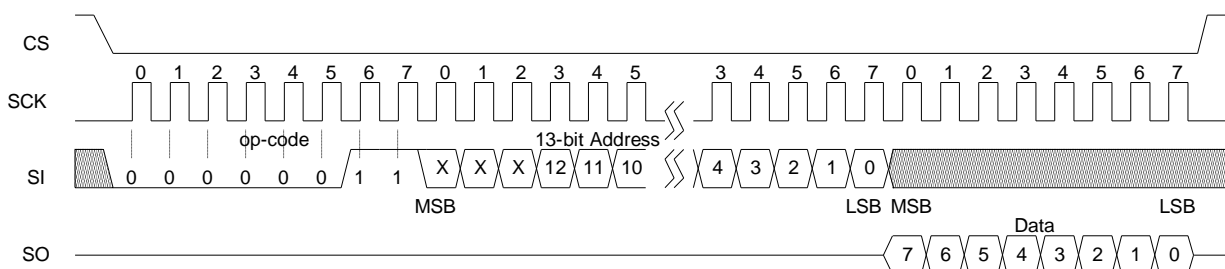 CS
0 1 2 3 4 5 6 7 0 1 2 3 4 5 3 4 5 6 7 0 1 2 3 4 5 6 7
SCK
op-code 13-bit Address
SI 0 0 0 0 0 0 1 1 X X X 12 11 10 4 3 2 1 0
MSB LSB MSB LSB
Data
SO 7 6 5 4 3 2 1 0